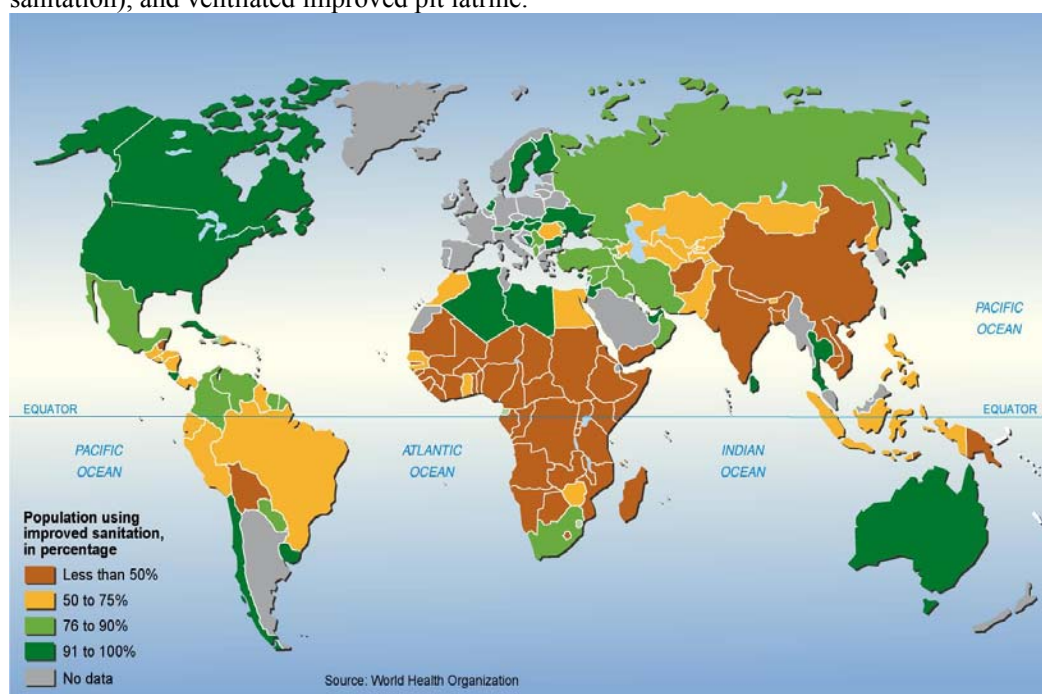 sanitation), and ventilated improved pit latrine.
EQUATOR
EQUATOR
PACIFIC
OCEAN
PACIFIC
OCEAN
ATLANTIC
OCEAN
INDIAN
OCEAN
Population using
improved sanitation,
in percentage
Less than 50%
50 to 75%
76 to 90%
91 to 100%
No data
Source: World Health Organization